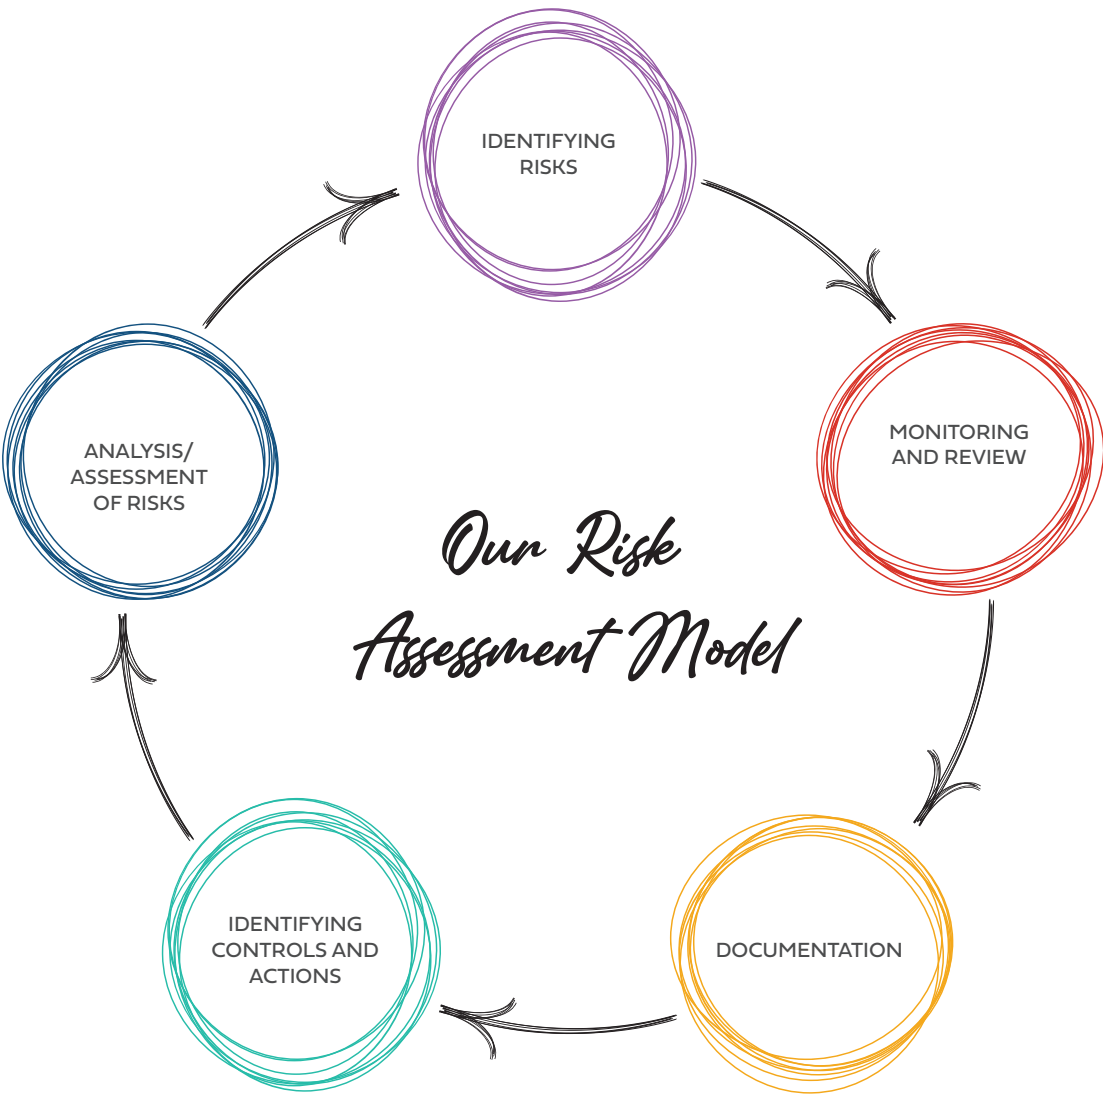 IDENTIFYING
RISKS
MONITORING
AND REVIEW
DOCUMENTATION
IDENTIFYING
CONTROLS AND
ACTIONS
ANALYSIS/
ASSESSMENT
OF RISKS
Our Risk
Assessment Model